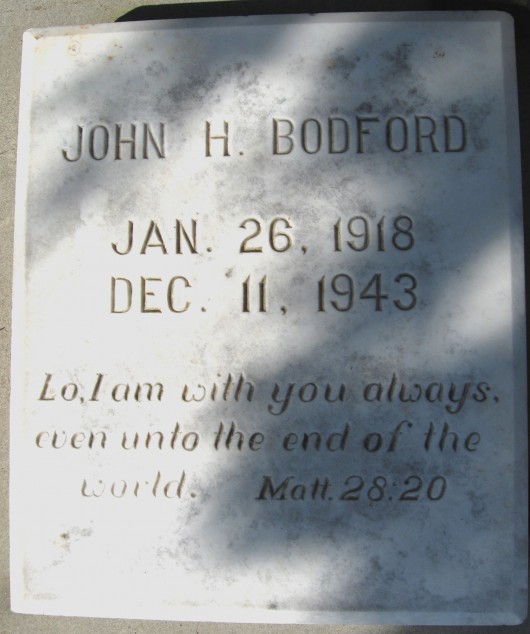 JOHN H. BODFORD
JAN. 26, 1918
DEC. 11, 1943
Lo, I am with you always,
even unto the end of the
world. Matt. 28:20